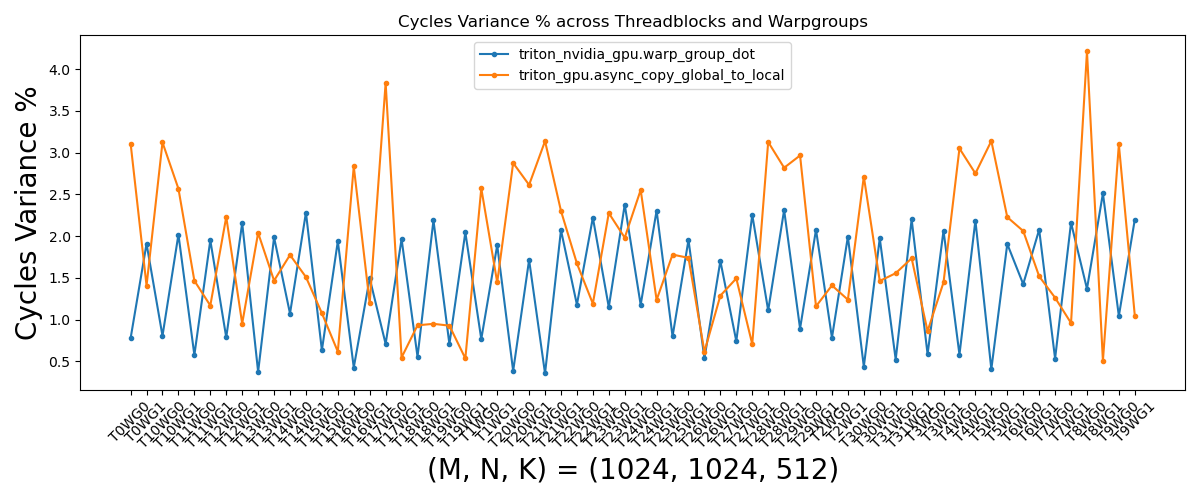 Cycles Variance % across Threadblocks and Warpgroups
triton_nvidia_gpu.warp_group_dot
triton_gpu.async_copy_global_to_local
Cycles Variance %
4.0
3.5
3.0
2.5
2.0
1.5
1.0
0.5
T0WG0
T0WG1
T10WG0
T10WG1
T11WG0
T11WG1
T12WG0
T12WG1
T13WG0
T13WG1
T14WG0
T14WG1
T15WG0
T15WG1
T16WG0
T16WG1
T17WG0
T17WG1
T18WG0
T18WG1
T19WG0
T19WG1
T1WG0
T1WG1
T20WG0
T20WG1
T21WG0
T21WG1
T22WG0
T22WG1
T23WG0
T23WG1
T24WG0
T24WG1
T25WG0
T25WG1
T26WG0
T26WG1
T27WG0
T27WG1
T28WG0
T28WG1
T29WG0
T29WG1
T2WG0
T2WG1
T30WG0
T30WG1
T31WG0
T31WG1
T3WG0
T3WG1
T4WG0
T4WG1
T5WG0
T5WG1
T6WG0
T6WG1
T7WG0
T7WG1
T8WG0
T8WG1
T9WG0
T9WG1
(M, N, K) = (1024, 1024, 512)